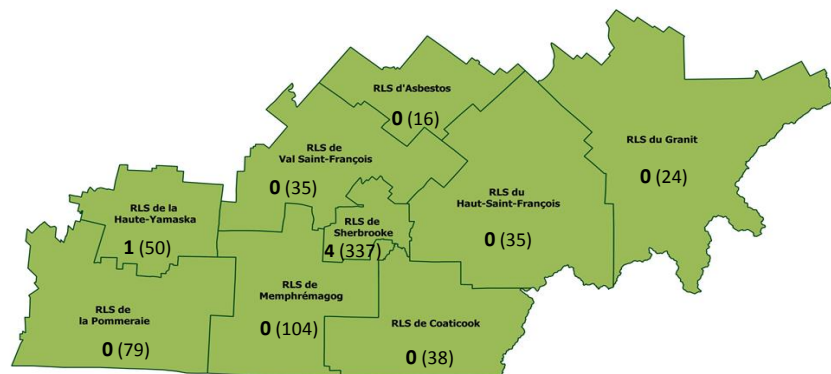 RLS d'Asbestos
0 (16)
RLS du Granit
0 (24)
RLS de
Val Saint-François
0 (35)
RLS du
Haut-Saint-François
0 (35)
RLS de la
Haute-Yamaska
1 (50)
RLS de
Sherbrooke
4 (337)
RLS de
Memphrémagog
0 (104)
RLS de
la Pommeraie
0 (79)
RLS de Coaticook
0 (38)